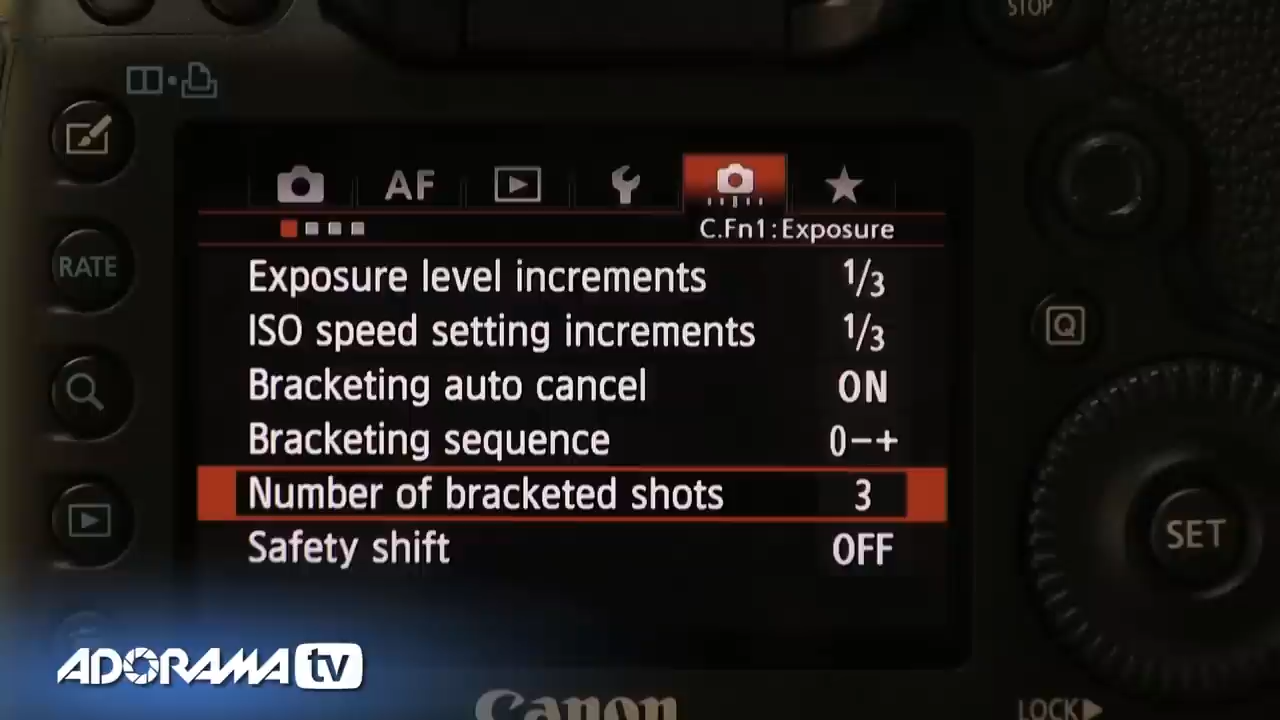 STOP
RATE
AF
C.Fn1:Exposure
Exposure level increments 1/3
ISO speed setting increments 1/3
Bracketing auto cancel ON
Bracketing sequence 0−+
Number of bracketed shots 3
Safety shift OFF
Q
SET
ADORAMA tv
Canon
LOCK▶